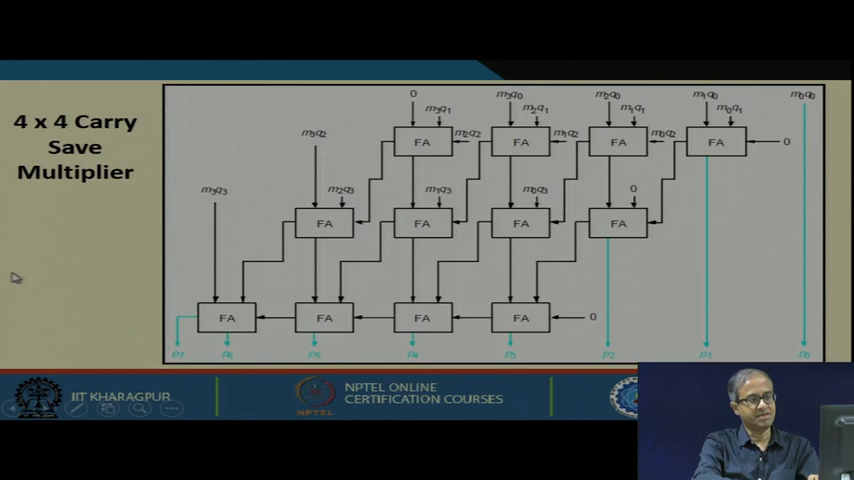 4 x 4 Carry
Save
Multiplier
0 m3q0 m2q0 m1q0 m0q0
m3q1 m2q1 m1q1 m0q1
m3q2 FA m2q2 FA m1q2 FA m0q2 FA 0
m2q3 m1q3 m0q3 0
m3q3 FA FA FA FA
FA FA FA FA 0
P7 P6 P5 P4 P3 P2 P1 P0
IIT KHARAGPUR
NPTEL
NPTEL ONLINE
CERTIFICATION COURSES